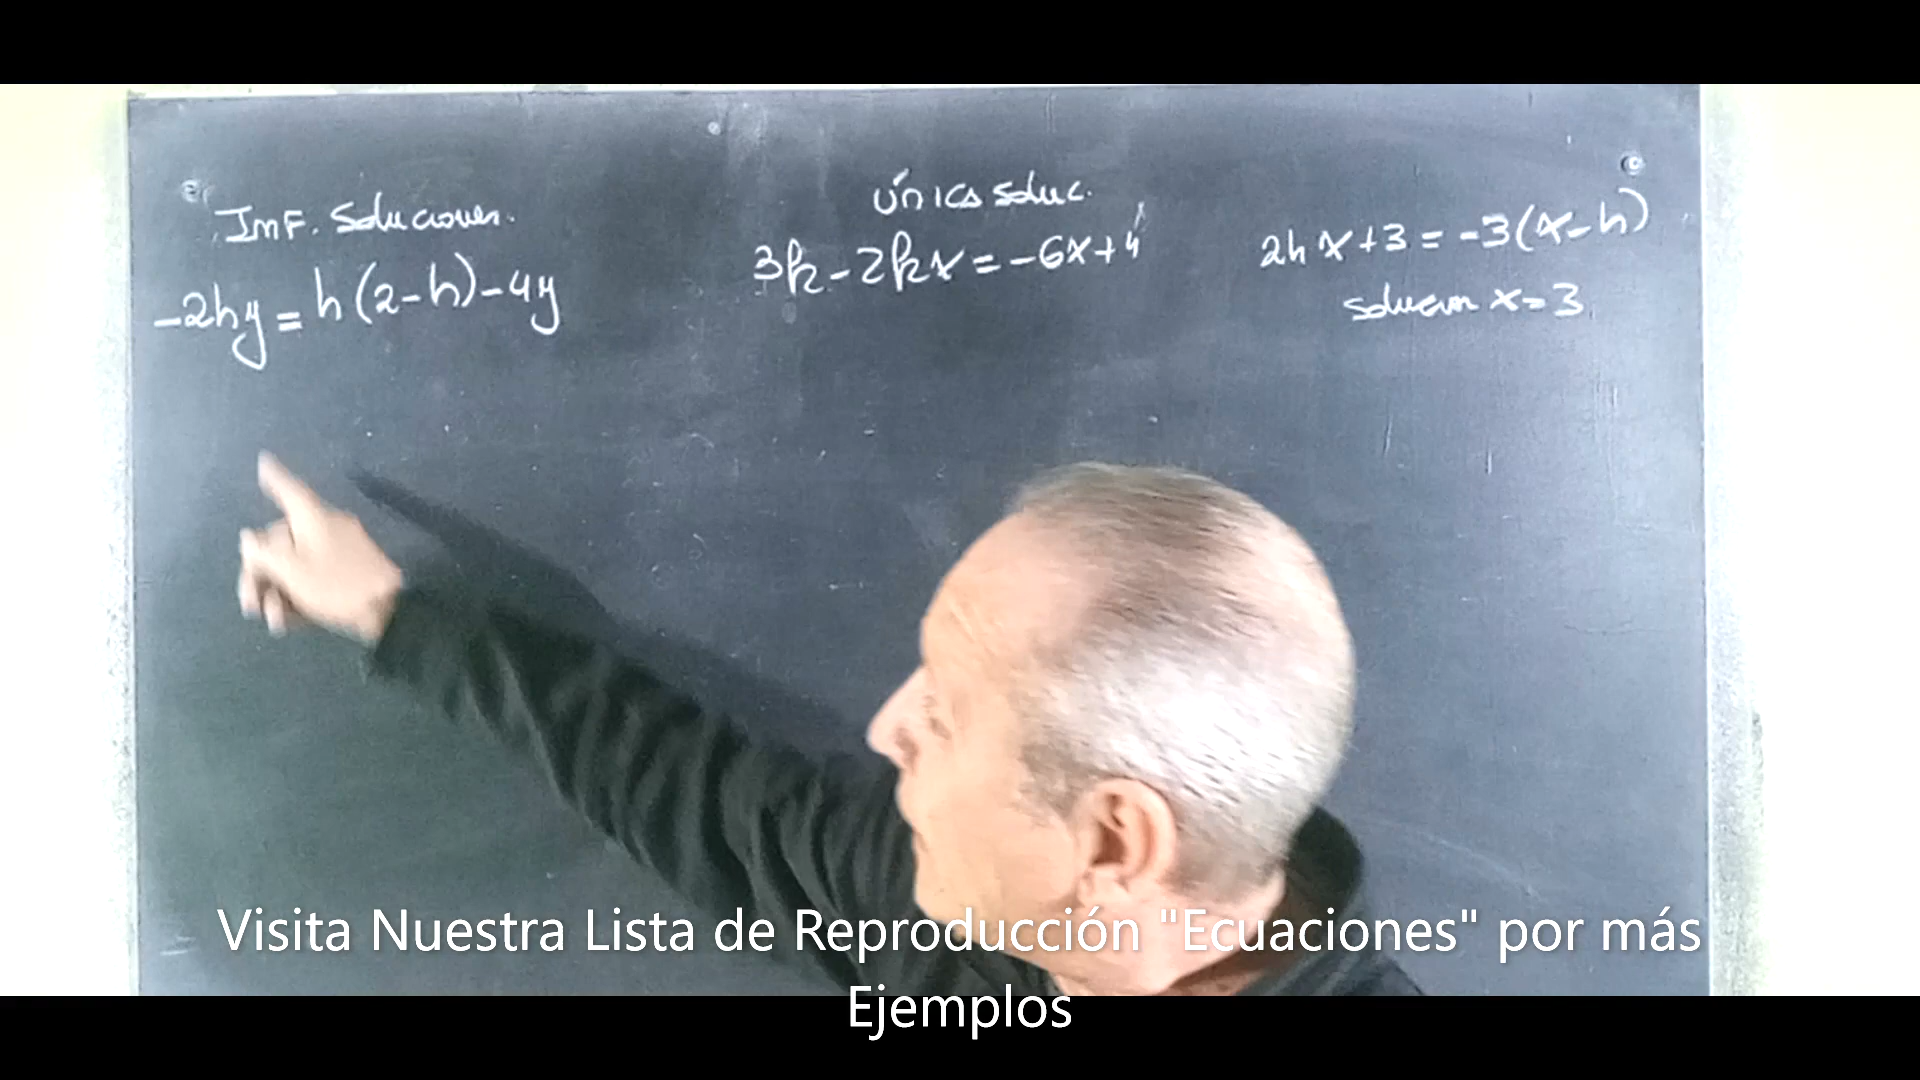 Inf. Soluciones.
-2hy = h(2-h)-4y
única soluc.
3k-2kx = -6x+4
2hx+3 = -3(x-h)
solucion x=3
Visita Nuestra Lista de Reproducción "Ecuaciones" por más
Ejemplos